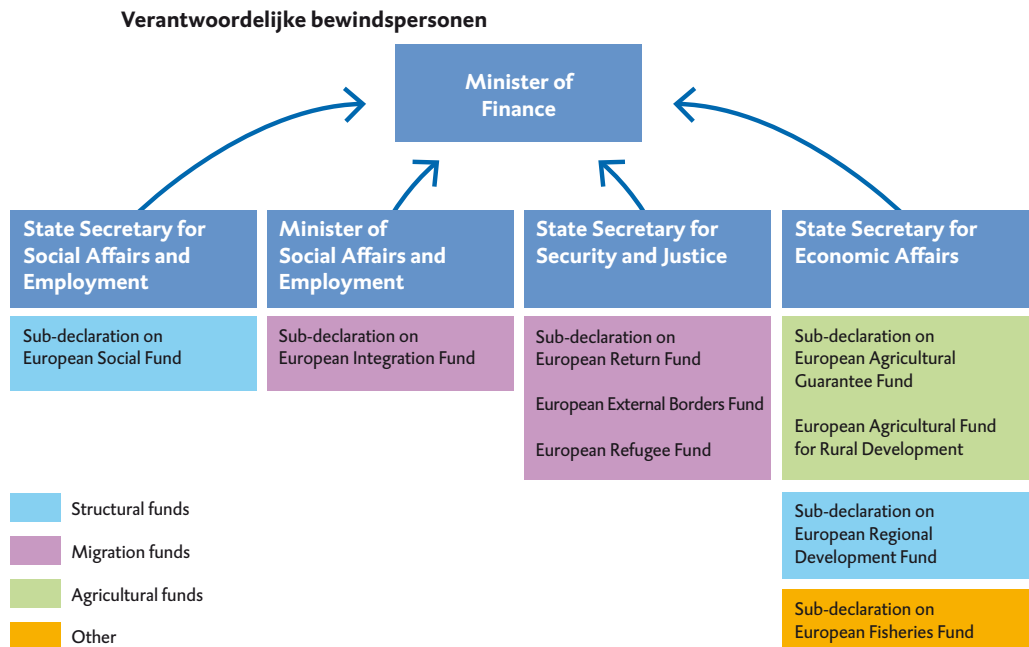 Verantwoordelijke bewindspersonen
Minister of
Finance
State Secretary for
Social Affairs and
Employment
Sub-declaration on
European Social Fund
Minister of
Social Affairs and
Employment
Sub-declaration on
European Integration Fund
State Secretary for
Security and Justice
Sub-declaration on
European Return Fund
European External Borders Fund
European Refugee Fund
State Secretary for
Economic Affairs
Sub-declaration on
European Agricultural
Guarantee Fund
European Agricultural Fund
for Rural Development
Sub-declaration on
European Regional
Development Fund
Sub-declaration on
European Fisheries Fund
Structural funds
Migration funds
Agricultural funds
Other